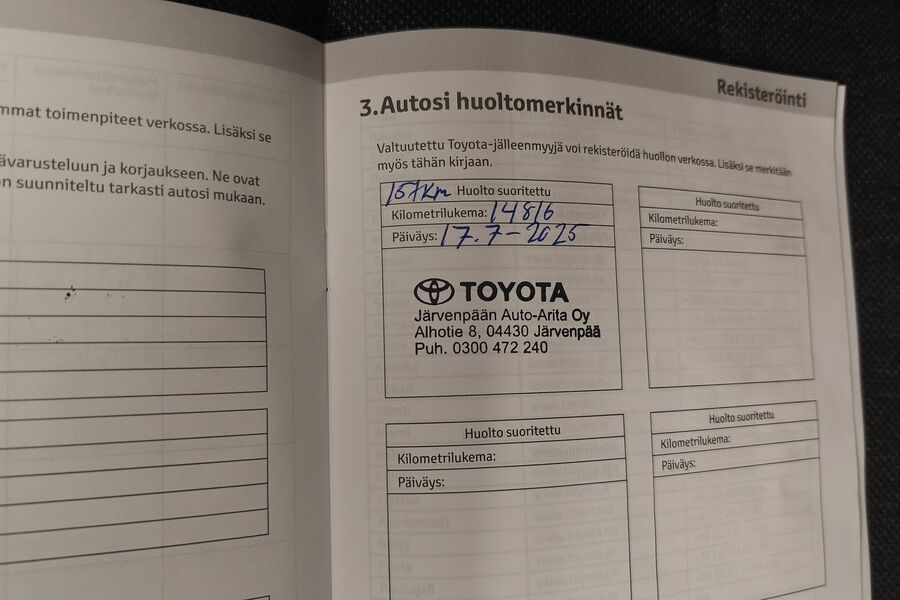 mmat toimenpiteet verkossa. Lisäksi se
ävarusteluun ja korjaukseen. Ne ovat
n suunniteltu tarkasti autosi mukaan.
Rekisteröinti
3. Autosi huoltomerkinnät
Valtuutettu Toyota-jälleenmyyjä voi rekisteröidä huollon verkossa. Lisäksi se merkitään
myös tähän kirjaan.
157km Huolto suoritettu
Kilometrilukema: 14816
Päiväys: 17.7-2025
TOYOTA
Järvenpään Auto-Arita Oy
Alhotie 8, 04430 Järvenpää
Puh. 0300 472 240
Huolto suoritettu
Kilometrilukema:
Päiväys:
Huolto suoritettu
Kilometrilukema:
Päiväys:
Huolto suoritettu
Kilometrilukema:
Päiväys: